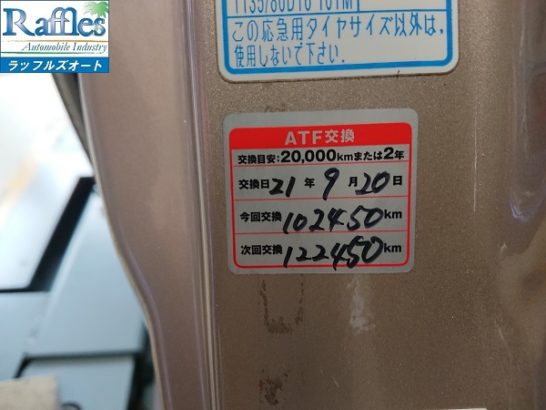 Raffles
Automobile Industry
ラッフルズオート
この応急用タイヤサイズ以外は、
使用しないで下さい。
ATF交換
交換目安:20,000kmまたは2年
交換日 21 年 9 月 20 日
今回交換 102450 km
次回交換 122450 km